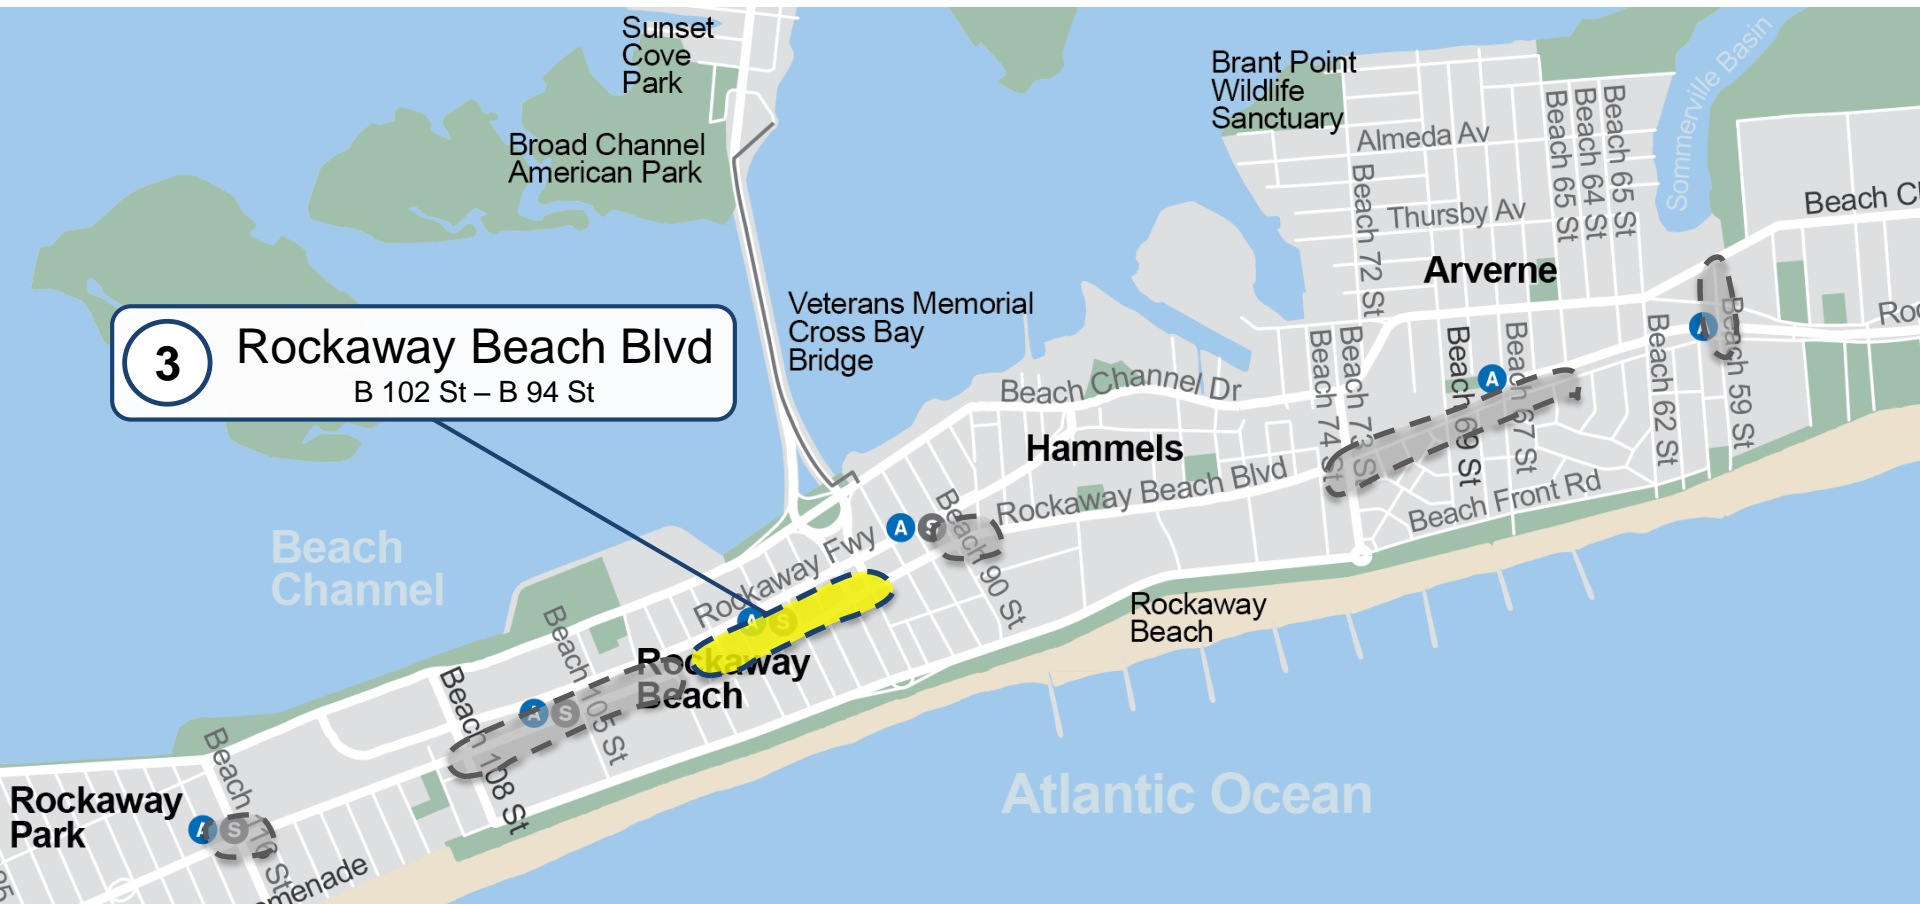 Sunset
Cove
Park
Broad Channel
American Park
Brant Point
Wildlife
Sanctuary
Almeda Av
Thursby Av
Beach 72 St
Beach 65 St
Beach 64 St
Beach 65 St
Sommerville Basin
Beach Ch
Arverne
Veterans Memorial
Cross Bay
Bridge
3
Rockaway Beach Blvd
B 102 St – B 94 St
Beach Channel Dr
Hammels
Rockaway Beach Blvd
Beach 74 St
Beach 73 St
Beach 69 St
Beach 67 St
Beach 62 St
Beach 59 St
Roc
A
A
Beach Front Rd
Beach
Channel
Rockaway Fwy
A S
Beach 90 St
A S
Rockaway
Beach
Rockaway
Beach
Beach 105 St
A S
Beach 108 St
Beach 116 St
Rockaway
Park
A S
Atlantic Ocean
omenade